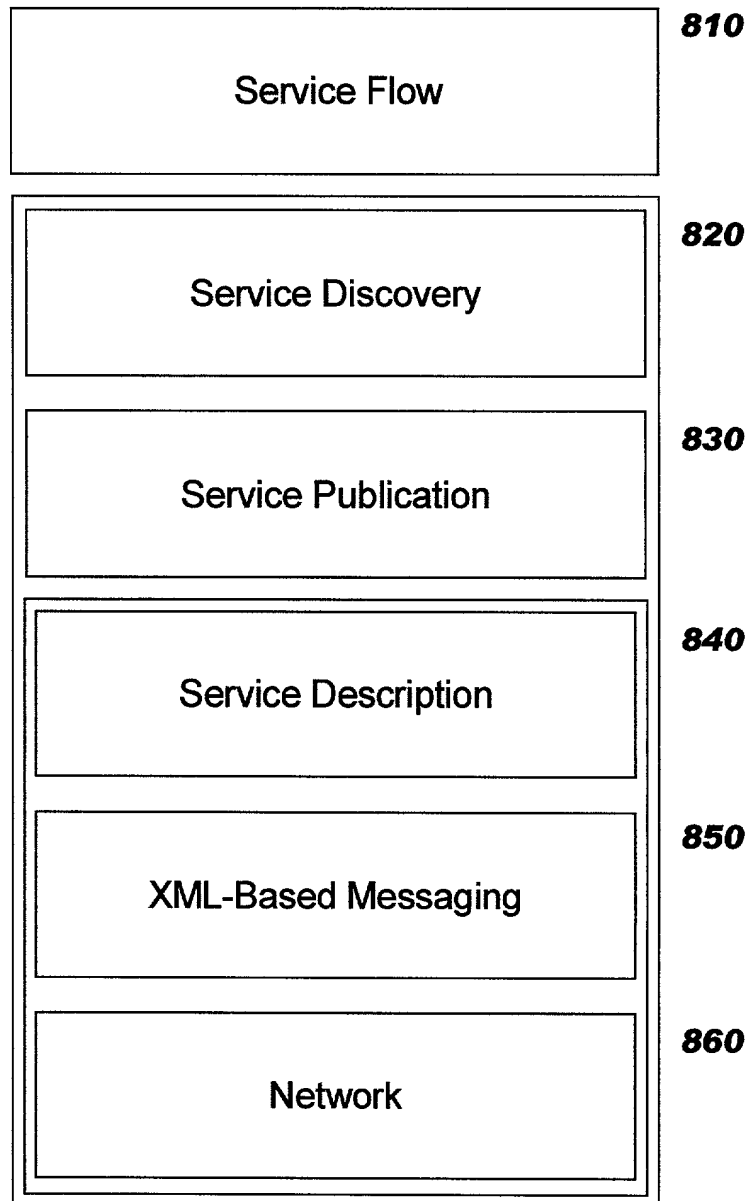 810
Service Flow
820
Service Discovery
830
Service Publication
840
Service Description
850
XML-Based Messaging
860
Network